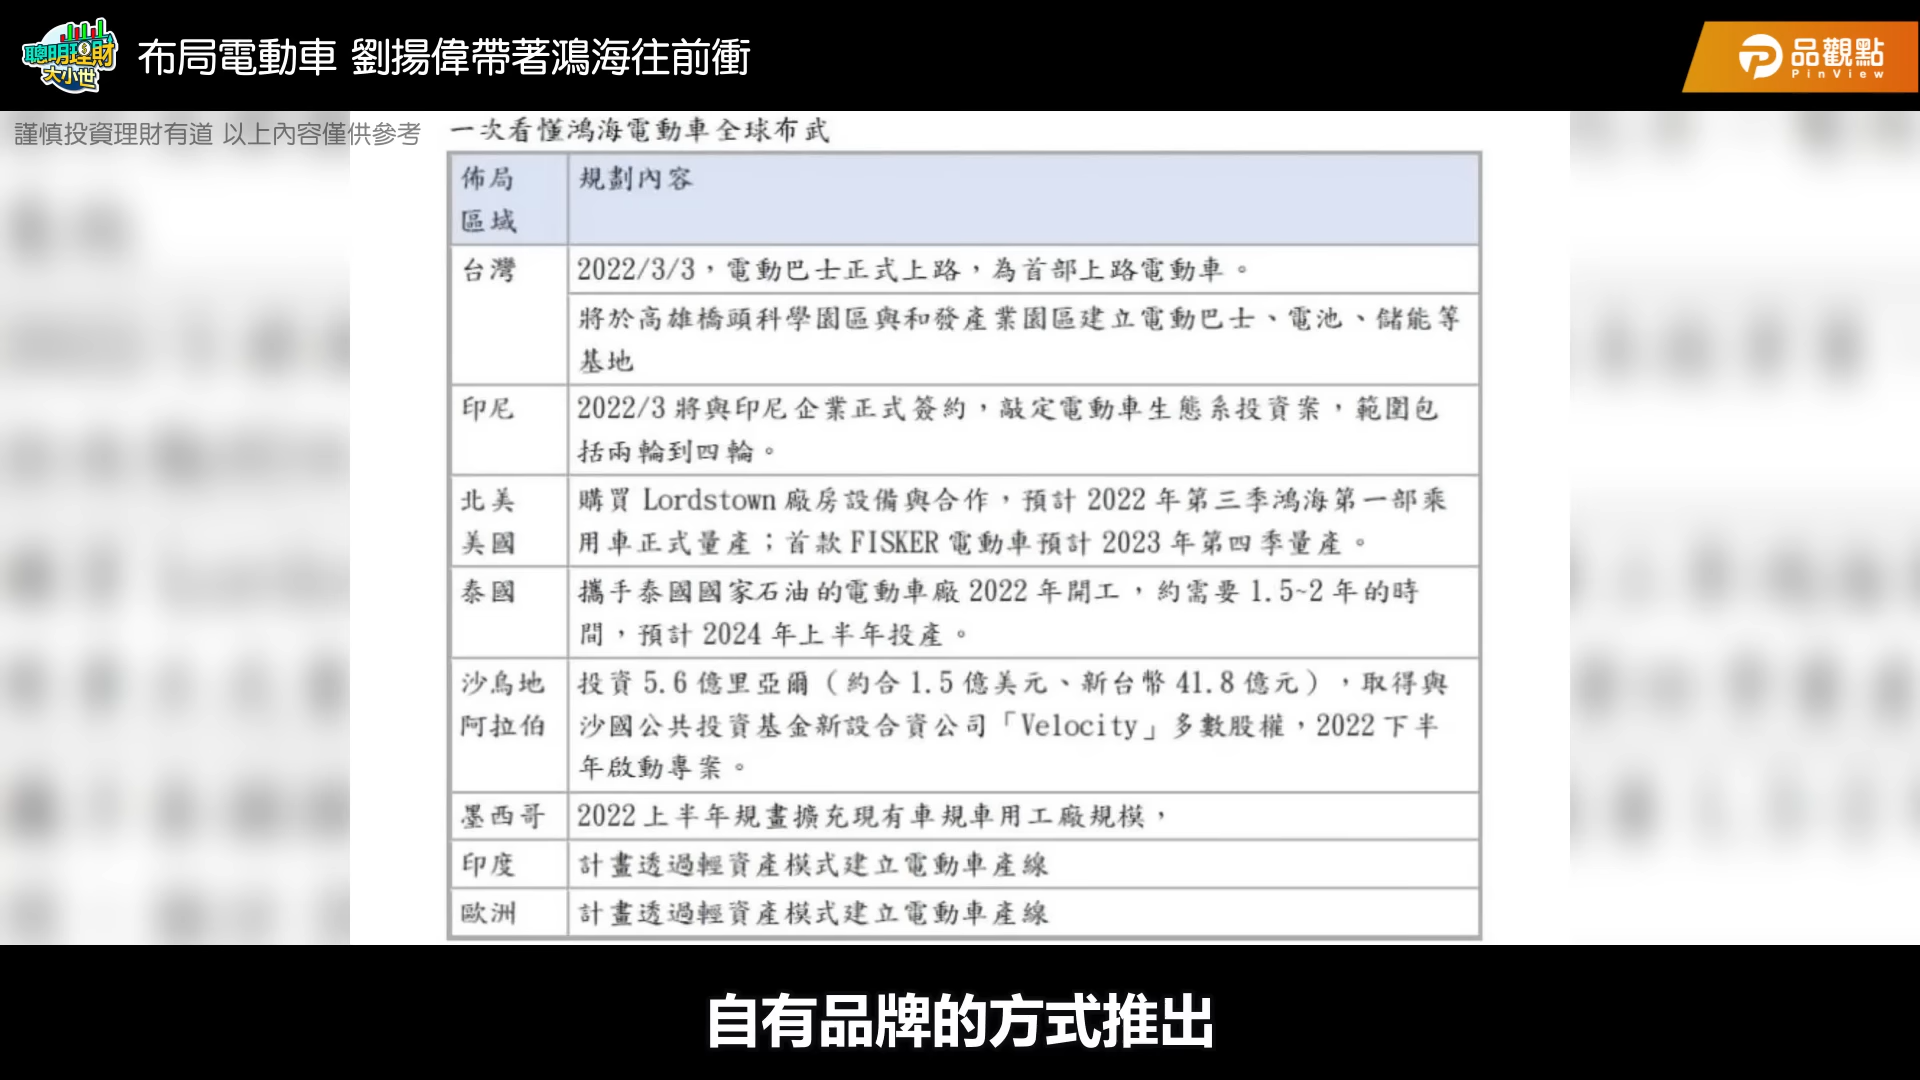 聰明理財
大小世
布局電動車 劉揚偉帶著鴻海往前衝
品觀點
PinView
謹慎投資理財有道 以上內容僅供參考
一次看懂鴻海電動車全球布武
佈局
區域
規劃內容
台灣
2022/3/3，電動巴士正式上路，為首部上路電動車。
將於高雄橋頭科學園區與和發產業園區建立電動巴士、電池、儲能等
基地
印尼
2022/3 將與印尼企業正式簽約，敲定電動車生態系投資案，範圍包
括兩輪到四輪。
北美
美國
購買 Lordstown 廠房設備與合作，預計 2022 年第三季鴻海第一部乘
用車正式量產；首款 FISKER 電動車預計 2023 年第四季量產。
泰國
攜手泰國國家石油的電動車廠 2022 年開工，約需要 1.5~2 年的時
間，預計 2024 年上半年投產。
沙烏地
阿拉伯
投資 5.6 億里亞爾（約合 1.5 億美元、新台幣 41.8 億元），取得與
沙國公共投資基金新設合資公司「Velocity」多數股權，2022 下半
年啟動專案。
墨西哥
2022 上半年規畫擴充現有車規車用工廠規模，
印度
計畫透過輕資產模式建立電動車產線
歐洲
計畫透過輕資產模式建立電動車產線
自有品牌的方式推出